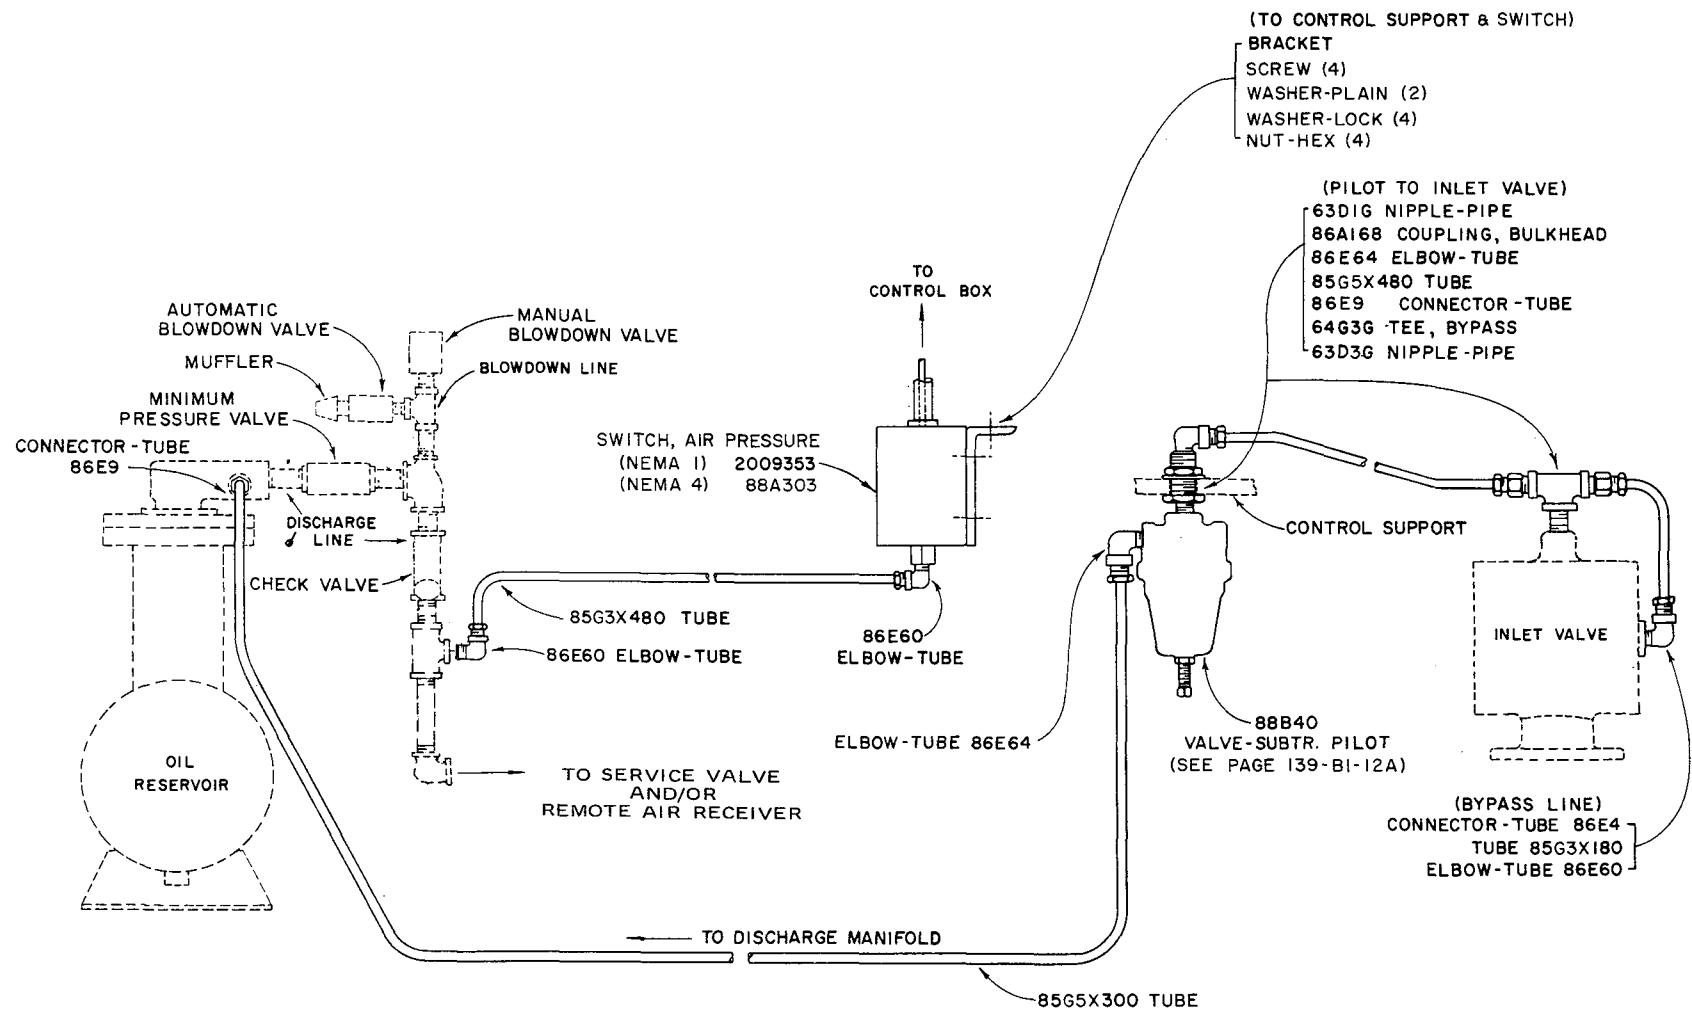 (TO CONTROL SUPPORT & SWITCH)
BRACKET
SCREW (4)
WASHER-PLAIN (2)
WASHER-LOCK (4)
NUT-HEX (4)
(PILOT TO INLET VALVE)
63D1G NIPPLE-PIPE
86A168 COUPLING, BULKHEAD
86E64 ELBOW-TUBE
85G5X480 TUBE
86E9 CONNECTOR-TUBE
64G3G TEE, BYPASS
63D3G NIPPLE-PIPE
TO
CONTROL BOX
AUTOMATIC
BLOWDOWN VALVE
MUFFLER
MINIMUM
PRESSURE VALVE
CONNECTOR-TUBE
86E9
MANUAL
BLOWDOWN VALVE
BLOWDOWN LINE
SWITCH, AIR PRESSURE
(NEMA 1) 2009353
(NEMA 4) 88A303
DISCHARGE
LINE
CHECK VALVE
CONTROL SUPPORT
85G3X480 TUBE
86E60 ELBOW-TUBE
86E60
ELBOW-TUBE
INLET VALVE
ELBOW-TUBE 86E64
88B40
VALVE-SUBTR. PILOT
(SEE PAGE 139-B1-12A)
OIL
RESERVOIR
TO SERVICE VALVE
AND/OR
REMOTE AIR RECEIVER
(BYPASS LINE)
CONNECTOR-TUBE 86E4
TUBE 85G3X180
ELBOW-TUBE 86E60
TO DISCHARGE MANIFOLD
85G5X300 TUBE